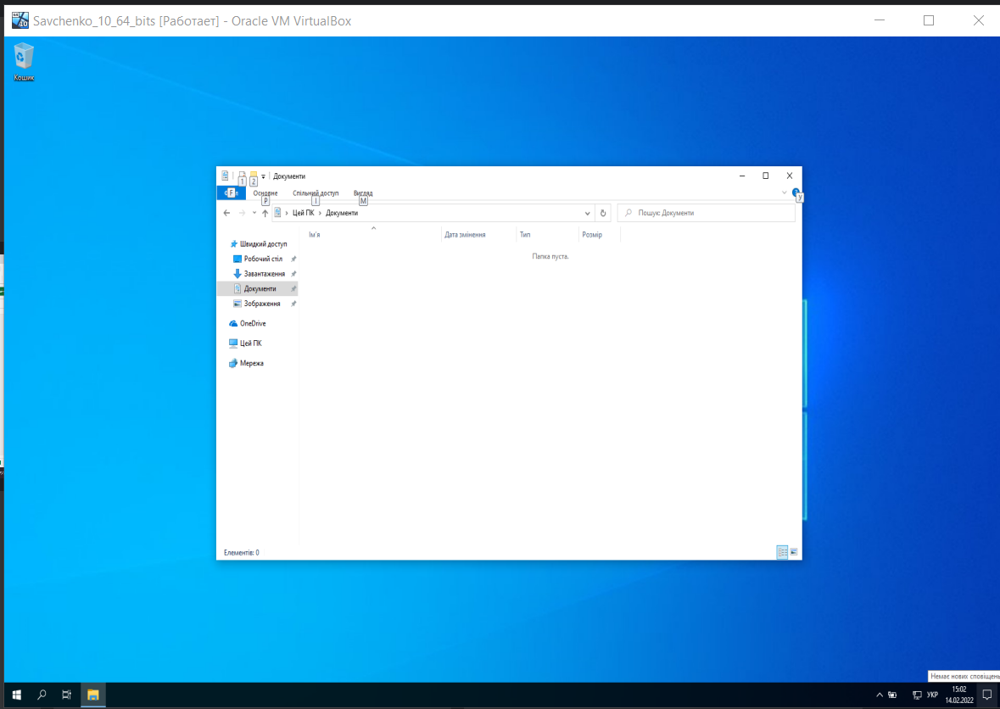 Savchenko_10_64_bits [Работает] - Oracle VM VirtualBox
Кошик
1 2 Документи
F Основне Спільний доступ Вигляд
P I M У
Цей ПК Документи Пошук: Документи
Ім'я Дата змінення Тип Розмір
Папка пуста.
Швидкий доступ
Робочий стіл
Завантаження
Документи
Зображення
OneDrive
Цей ПК
Мережа
Елементів: 0
Немає нових сповіщень
УКР
15:02
14.02.2022